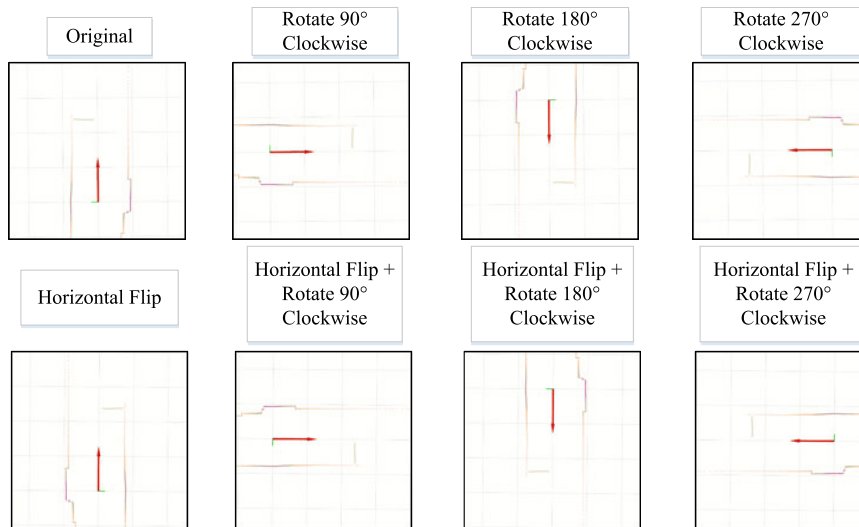 Original
Rotate 90°
Clockwise
Rotate 180°
Clockwise
Rotate 270°
Clockwise
Horizontal Flip
Horizontal Flip +
Rotate 90°
Clockwise
Horizontal Flip +
Rotate 180°
Clockwise
Horizontal Flip +
Rotate 270°
Clockwise